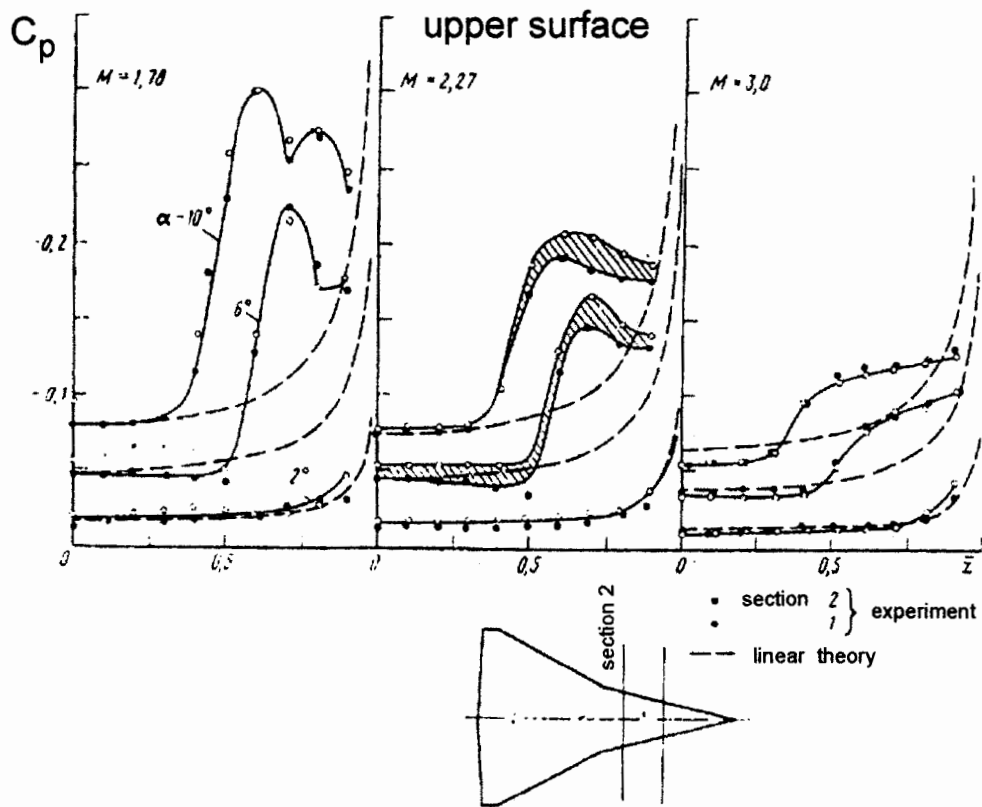 upper surface
Cp
M = 1,78
M = 2,27
M = 3,0
α = 10°
-0,2
6°
-0,1
2°
0
0,5
0
0,5
0
0,5
z̄
section 2
1
experiment
linear theory
section 2